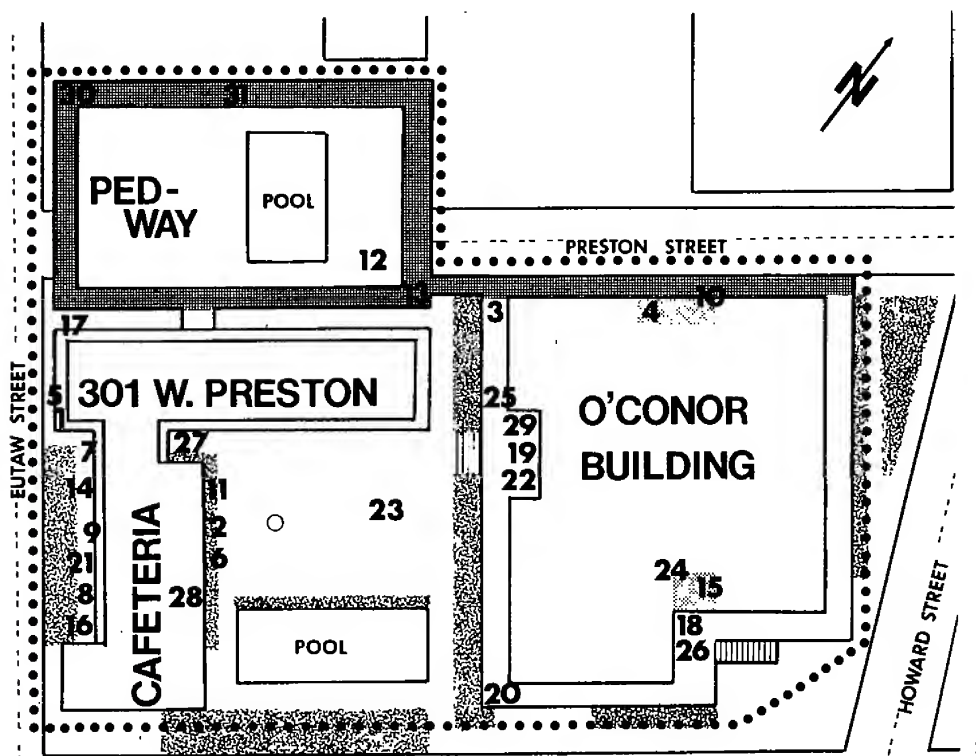 30
31
N
PED-
WAY
POOL
12
PRESTON STREET
13
10
3
4
17
5
301 W. PRESTON
25
O'CONOR
BUILDING
29
19
22
27
7
14
9
21
8
16
11
2
6
23
28
CAFETERIA
EUTAW STREET
24
15
18
26
POOL
20
HOWARD STREET